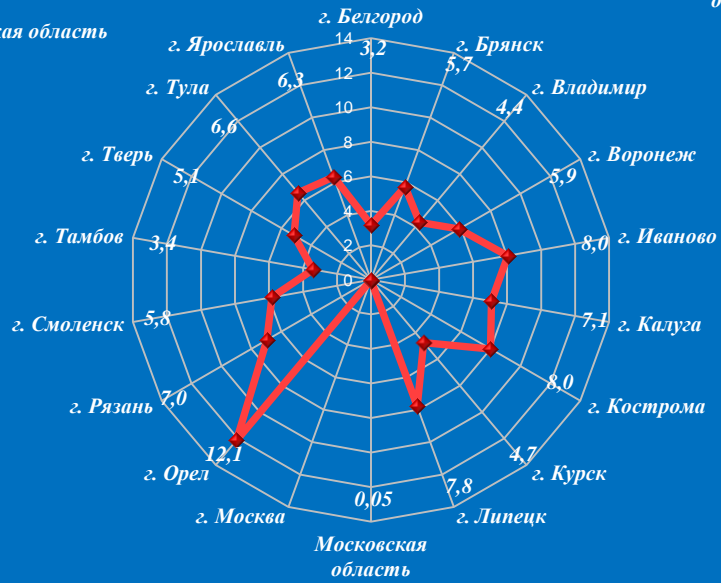 г. Белгород
3,2
г. Брянск
5,7
г. Владимир
4,4
г. Воронеж
5,9
г. Иваново
8,0
г. Калуга
7,1
г. Кострома
8,0
г. Курск
4,7
г. Липецк
7,8
Московская
область
0,05
г. Москва
г. Орел
12,1
г. Рязань
7,0
г. Смоленск
5,8
г. Тамбов
3,4
г. Тверь
5,1
г. Тула
6,6
г. Ярославль
6,3
14
12
10
8
6
4
2
0
область